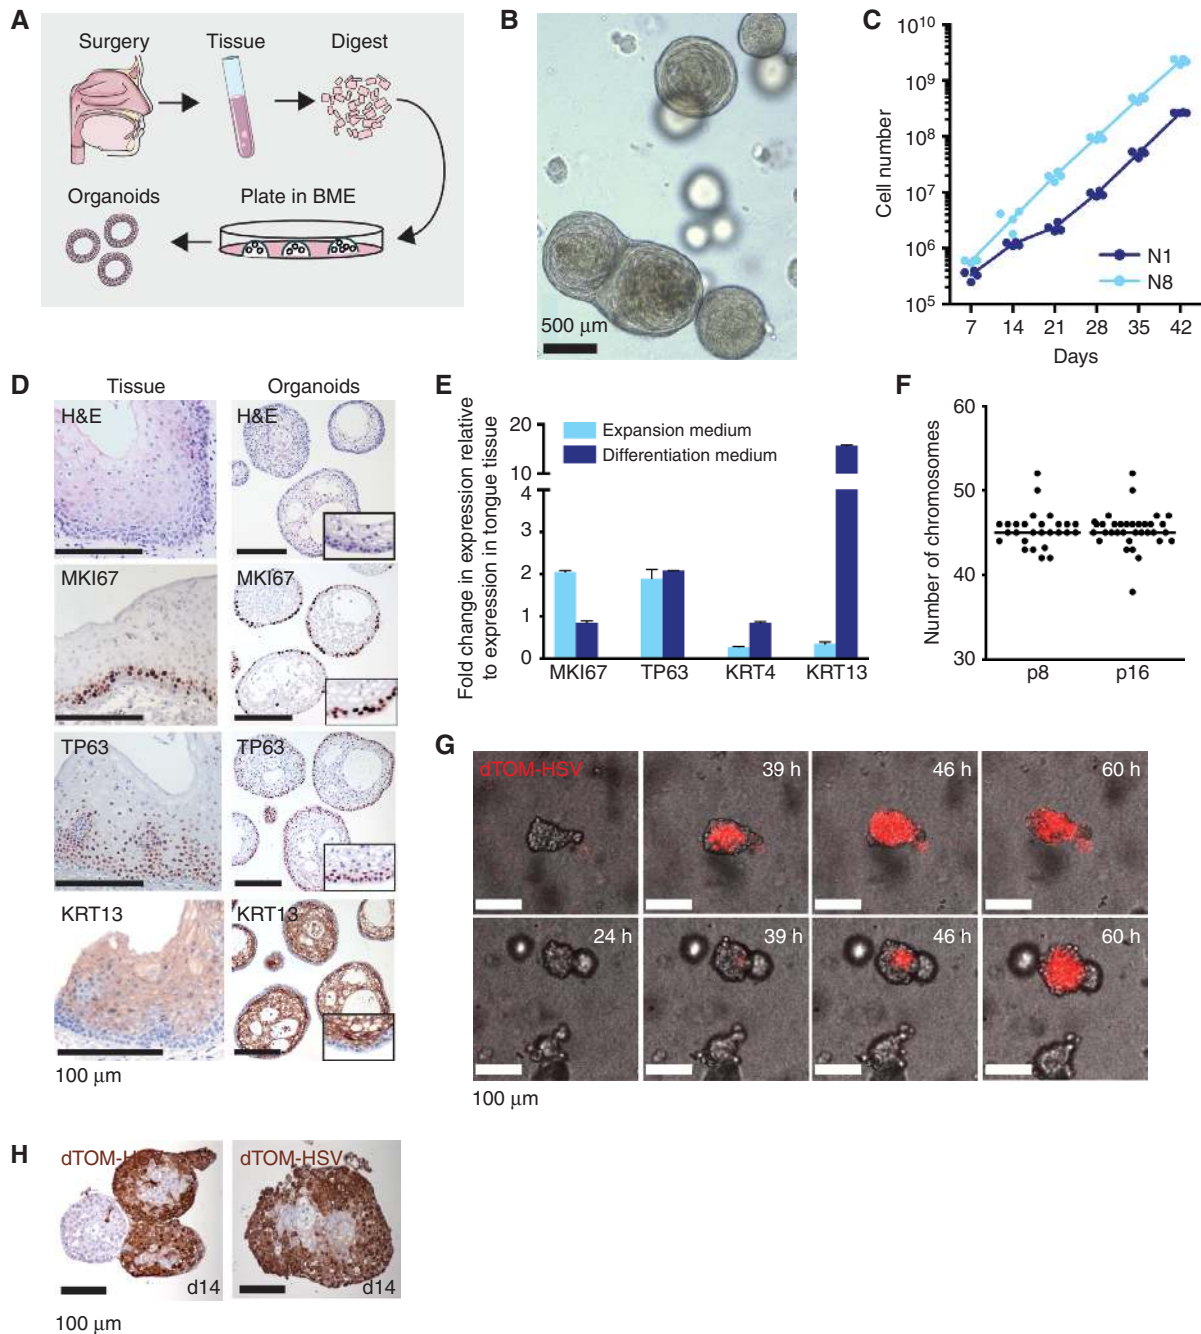 A
Surgery
Tissue
Digest
Organoids
Plate in BME
B
500 μm
C
10¹⁰
10⁹
10⁸
10⁷
10⁶
10⁵
Cell number
N1
N8
7 14 21 28 35 42
Days
D
Tissue
Organoids
H&E
H&E
MKI67
MKI67
TP63
TP63
KRT13
KRT13
100 μm
E
Fold change in expression relative
to expression in tongue tissue
20
10
4
3
2
1
0
Expansion medium
Differentiation medium
MKI67 TP63 KRT4 KRT13
F
Number of chromosomes
60
50
40
30
p8 p16
G
dTOM-HSV
39 h
46 h
60 h
24 h
39 h
46 h
60 h
100 μm
H
dTOM-H
d14
dTOM-HSV
d14
100 μm